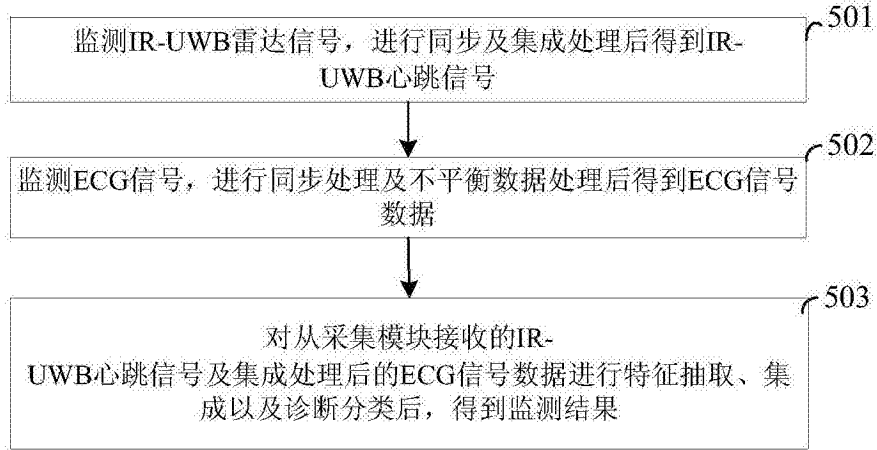 501
监测IR-UWB雷达信号，进行同步及集成处理后得到IR-
UWB心跳信号
502
监测ECG信号，进行同步处理及不平衡数据处理后得到ECG信号
数据
503
对从采集模块接收的IR-
UWB心跳信号及集成处理后的ECG信号数据进行特征抽取、集
成以及诊断分类后，得到监测结果